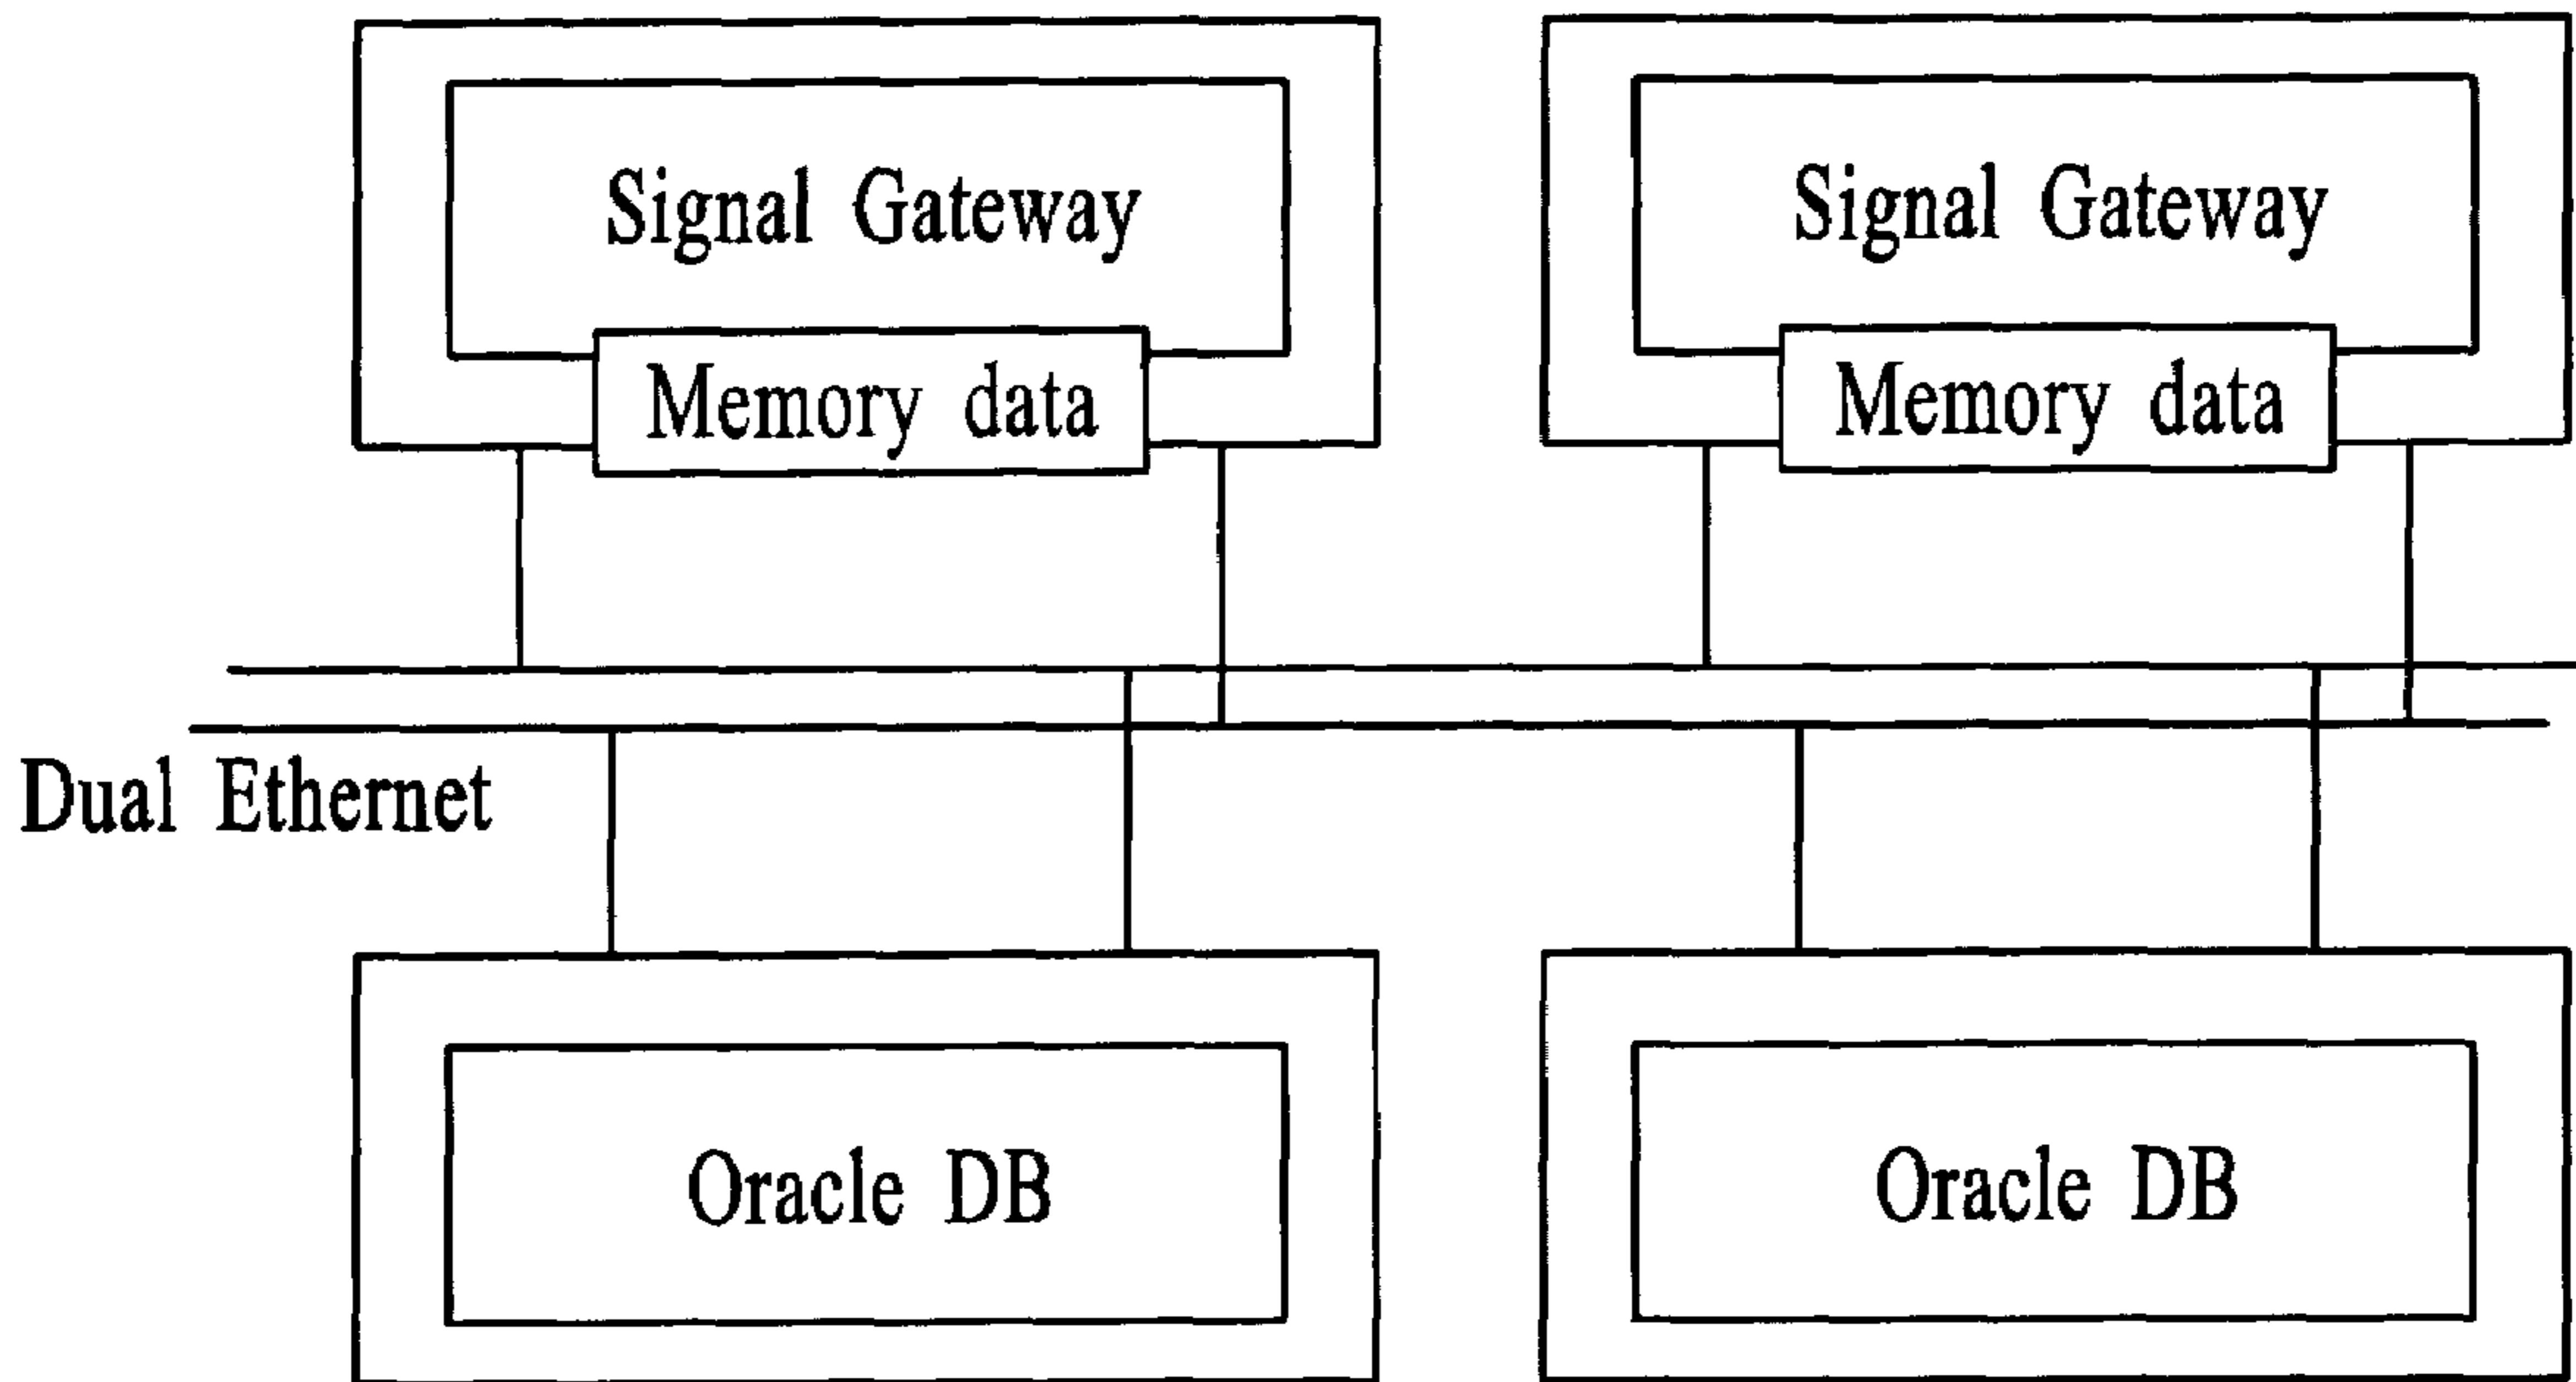 Signal Gateway
Signal Gateway
Memory data
Memory data
Dual Ethernet
Oracle DB
Oracle DB